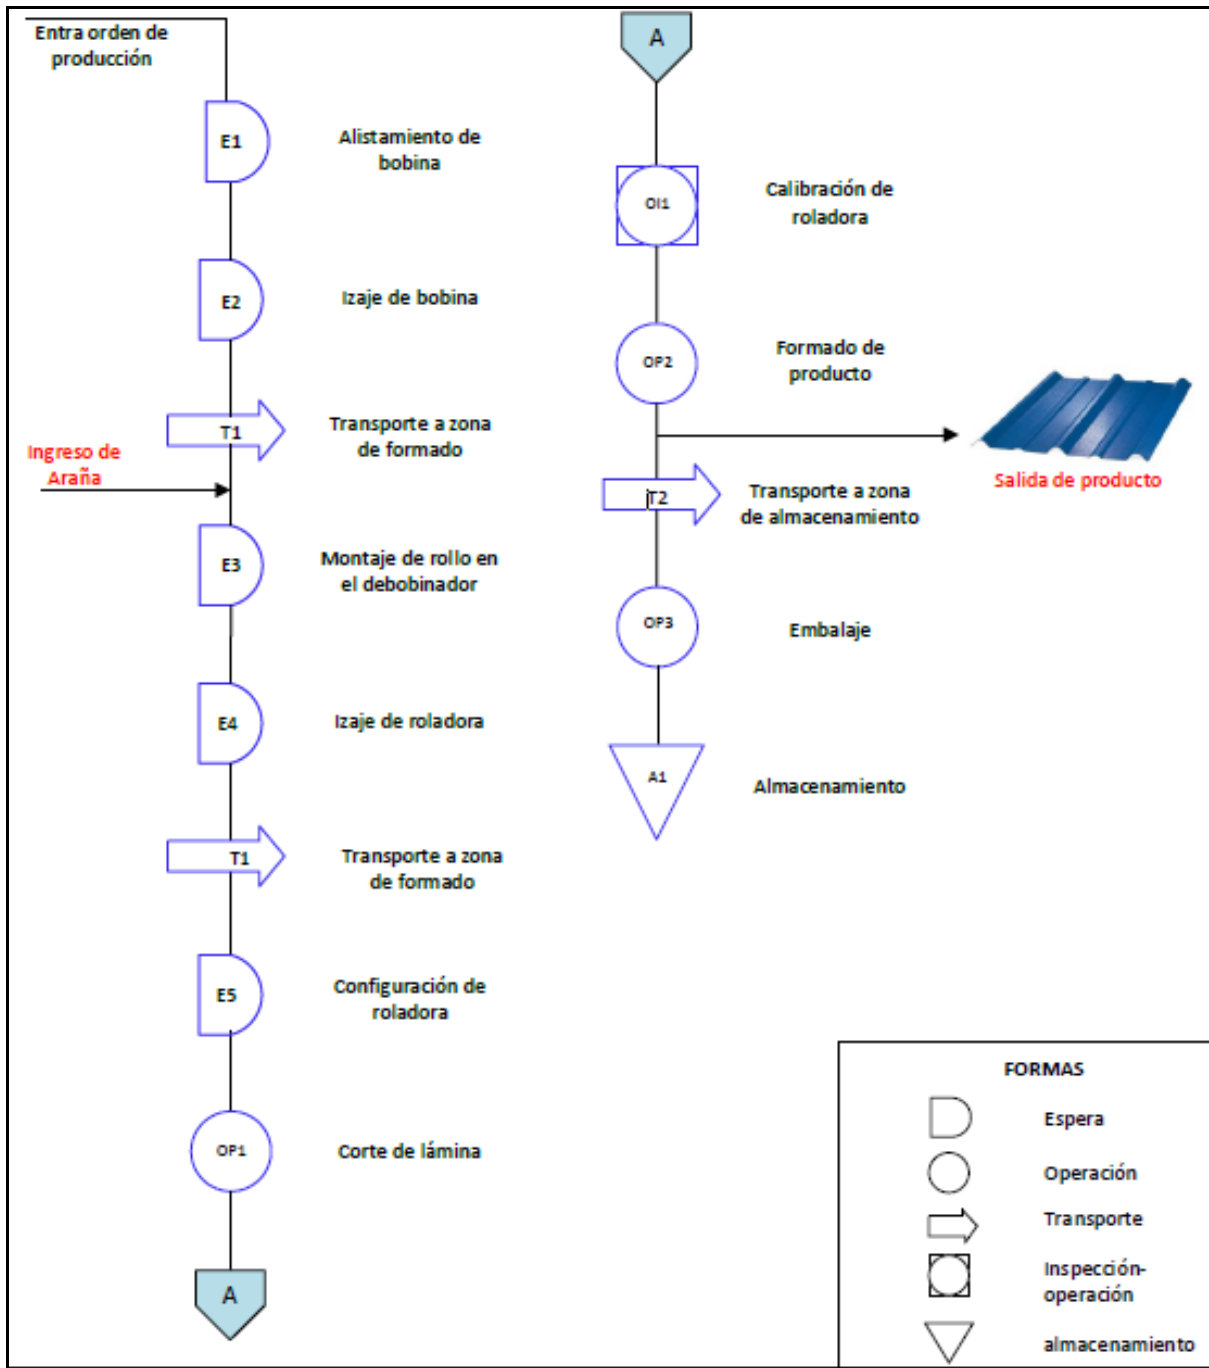 Entra orden de
producción
E1
Alistamiento de
bobina
E2
Izaje de bobina
T1
Transporte a zona
de formado
Ingreso de
Araña
E3
Montaje de rollo en
el debobinador
E4
Izaje de roladora
T1
Transporte a zona
de formado
E5
Configuración de
roladora
OP1
Corte de lámina
A
A
OI1
Calibración de
roladora
OP2
Formado de
producto
Salida de producto
T2
Transporte a zona
de almacenamiento
OP3
Embalaje
A1
Almacenamiento
FORMAS
Espera
Operación
Transporte
Inspección-
operación
almacenamiento